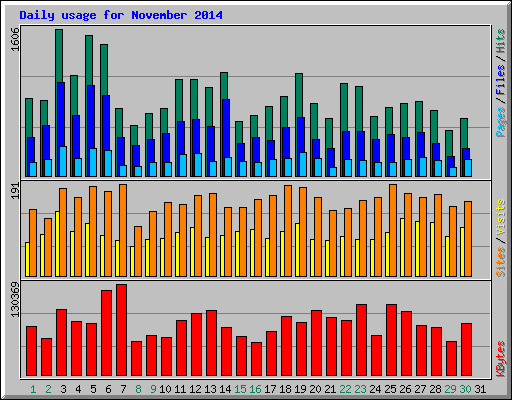 Daily usage for November 2014
1606
Pages / Files / Hits
191
Sites / Visits
130369
KBytes
1 2 3 4 5 6 7 8 9 10 11 12 13 14 15 16 17 18 19 20 21 22 23 24 25 26 27 28 29 30 31